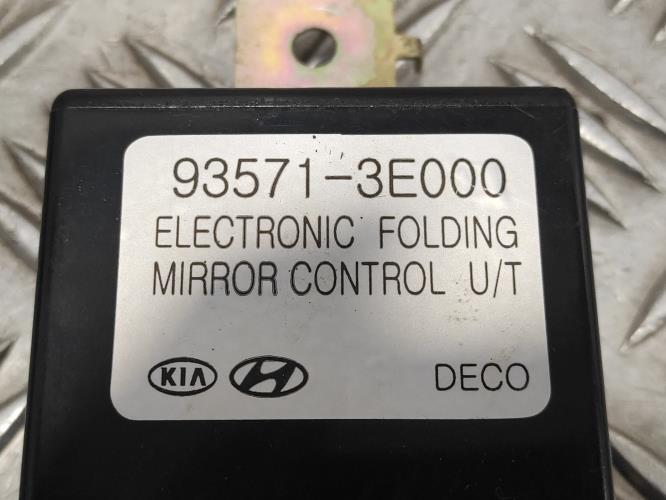 93571-3E000
ELECTRONIC FOLDING
MIRROR CONTROL U/T
KIA DECO